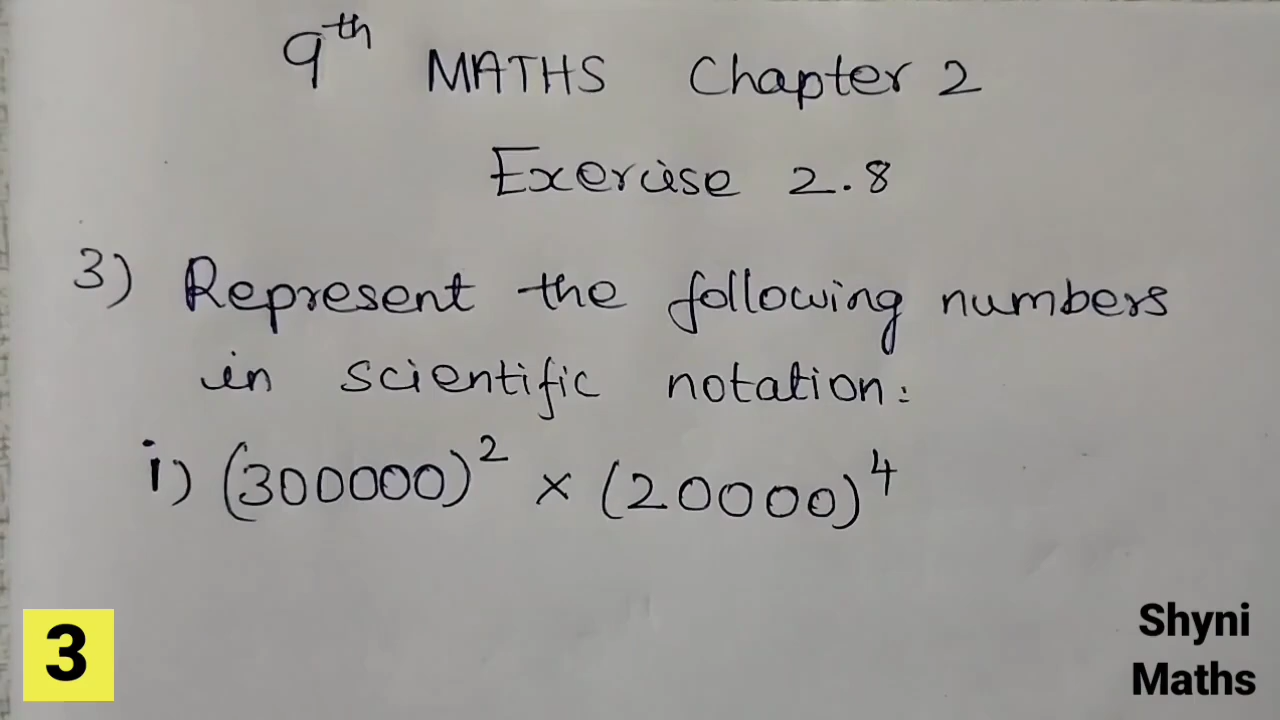 9th MATHS Chapter 2
Exercise 2.8
3) Represent the following numbers
in scientific notation:
i) (300000)² × (20000)⁴
3
Shyni
Maths